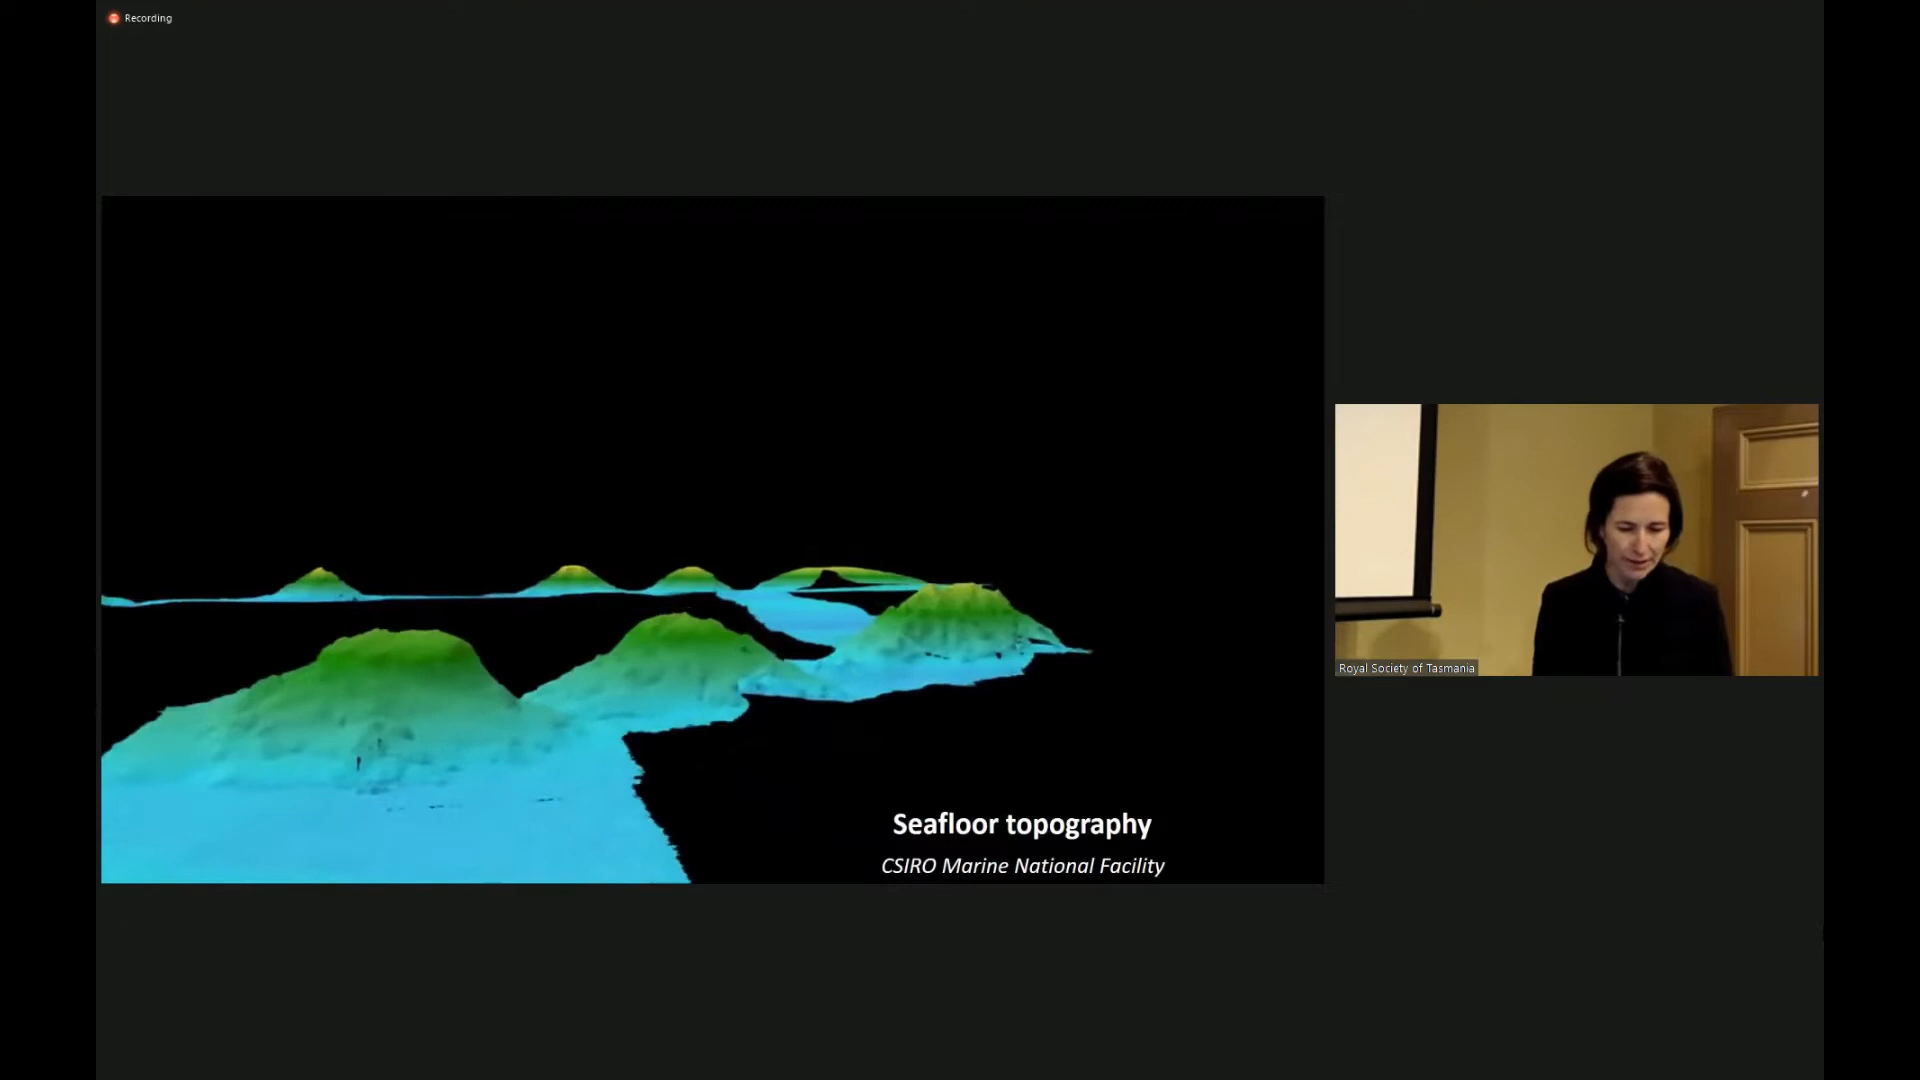 Recording
Seafloor topography
CSIRO Marine National Facility
Royal Society of Tasmania